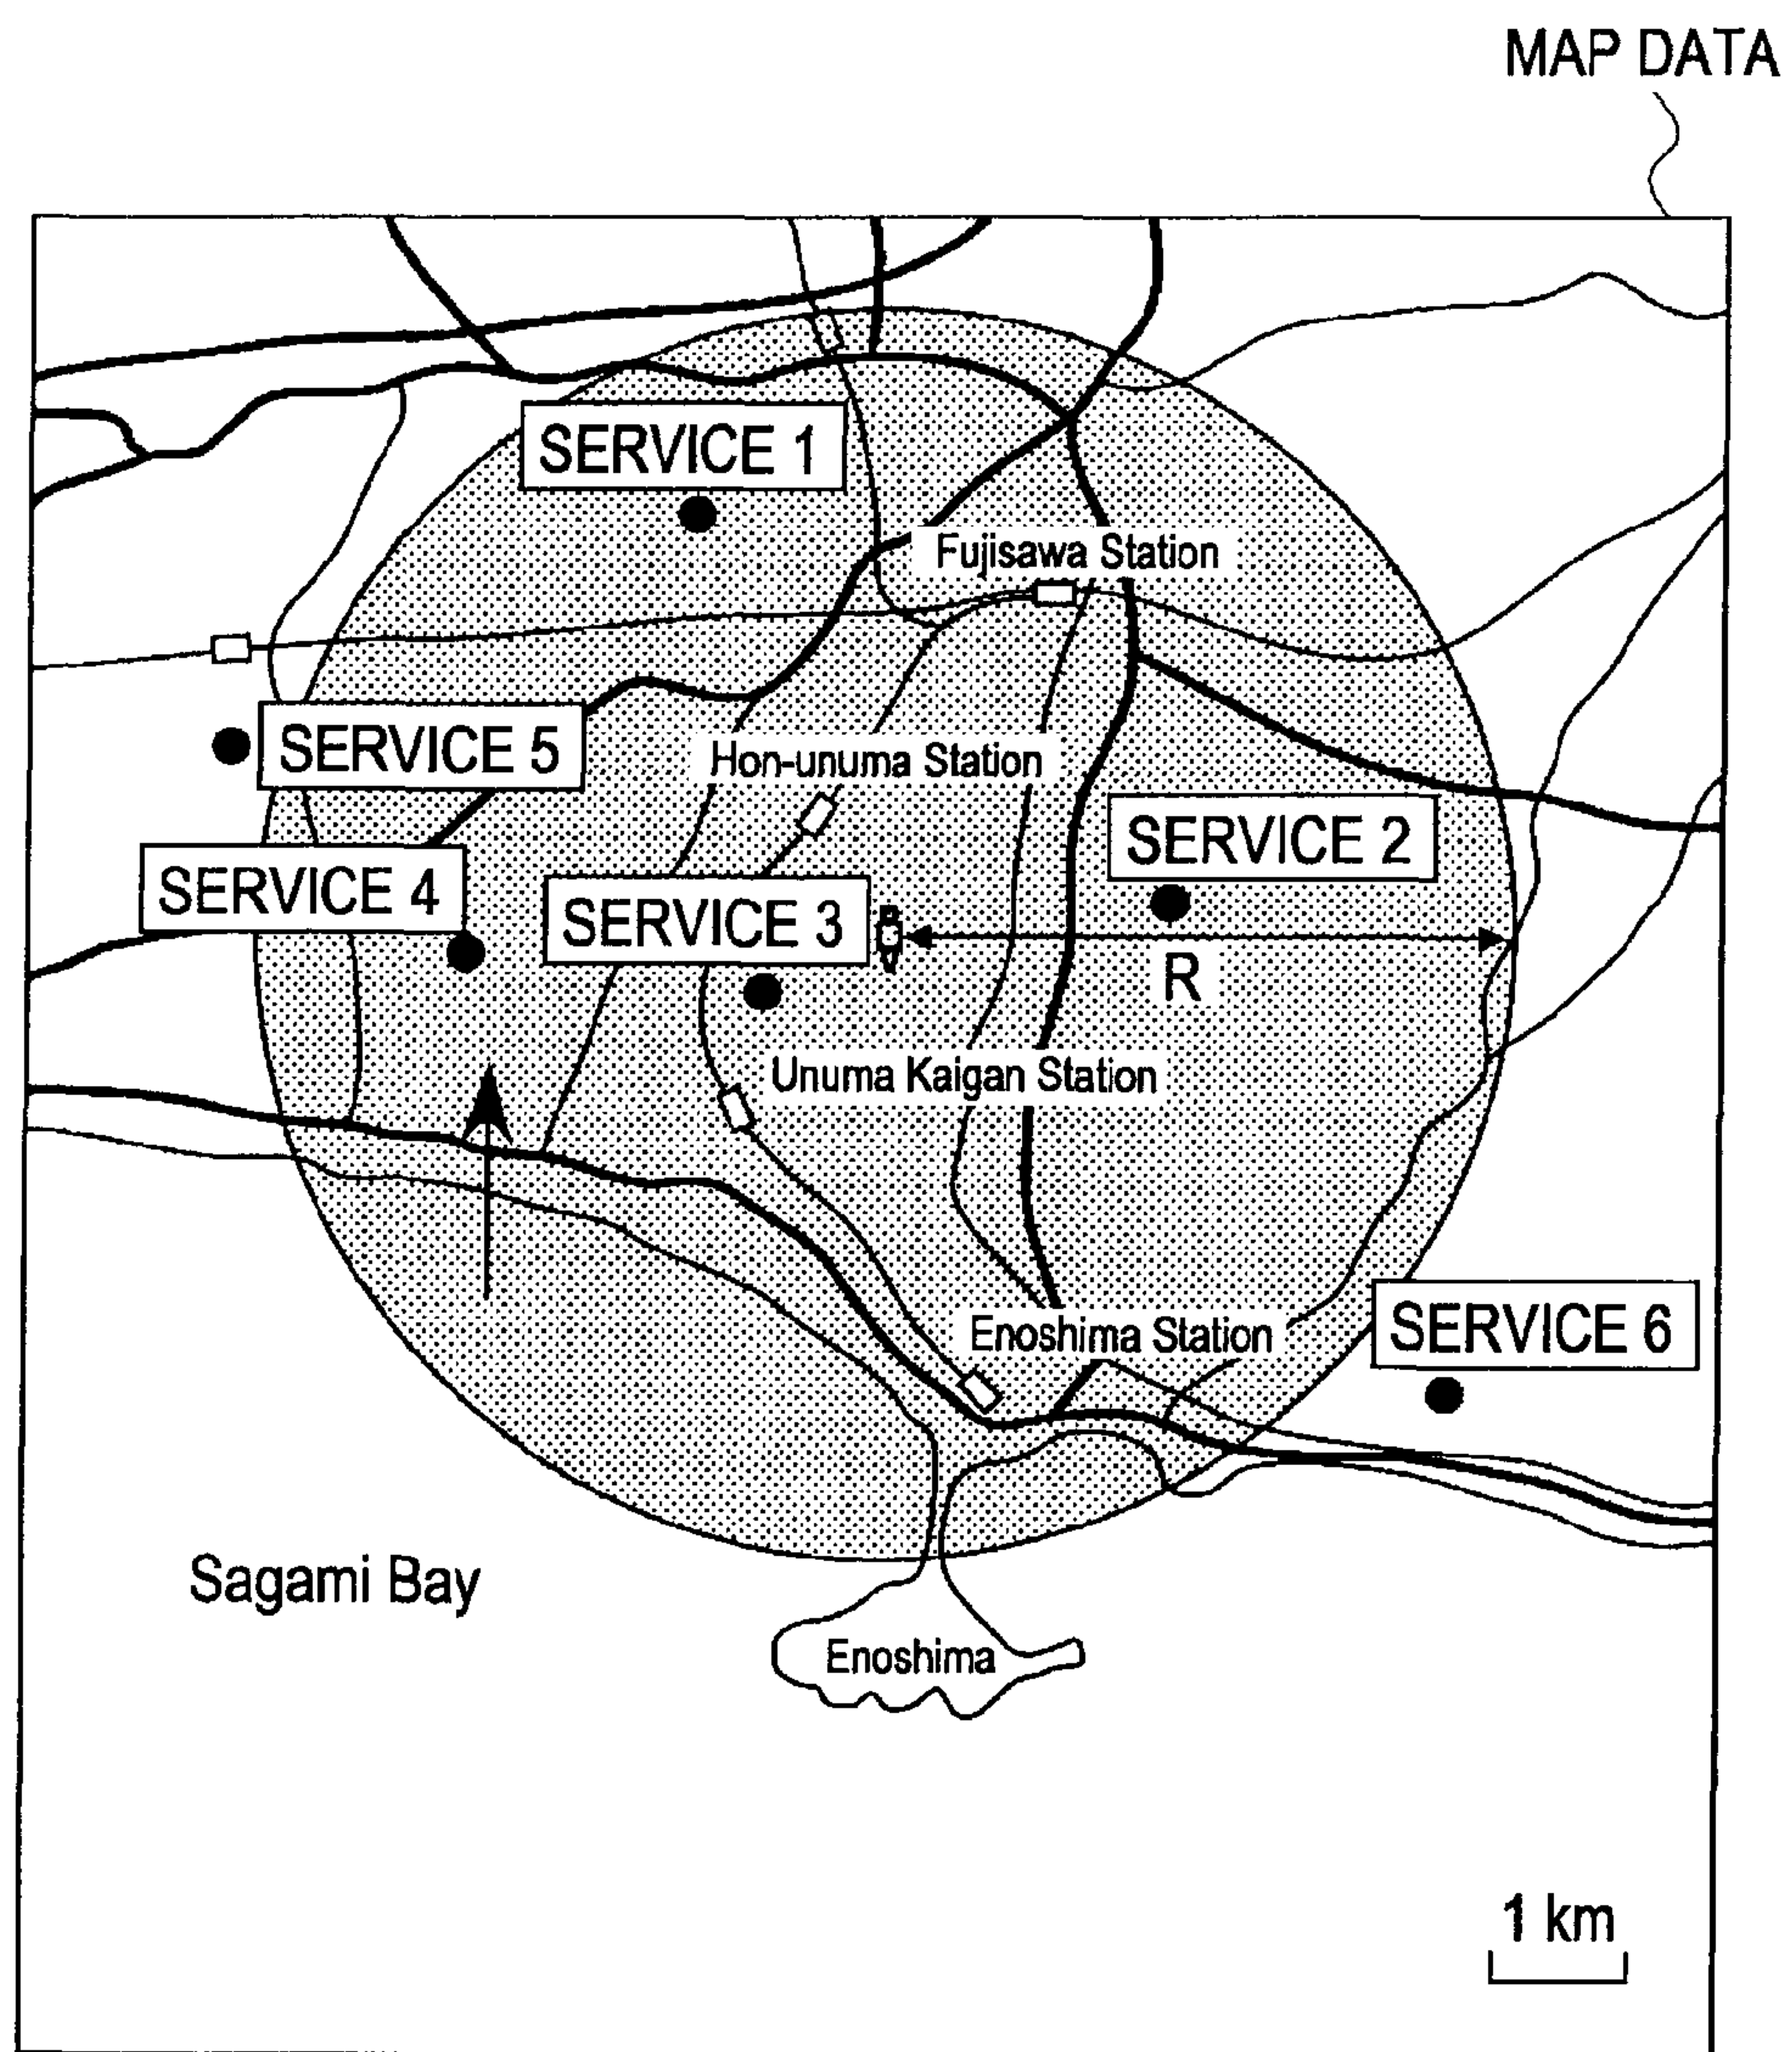 MAP DATA
SERVICE 1
Fujisawa Station
SERVICE 5
Hon-unuma Station
SERVICE 2
SERVICE 4
SERVICE 3
R
Unuma Kaigan Station
SERVICE 6
Enoshima Station
Sagami Bay
Enoshima
1 km